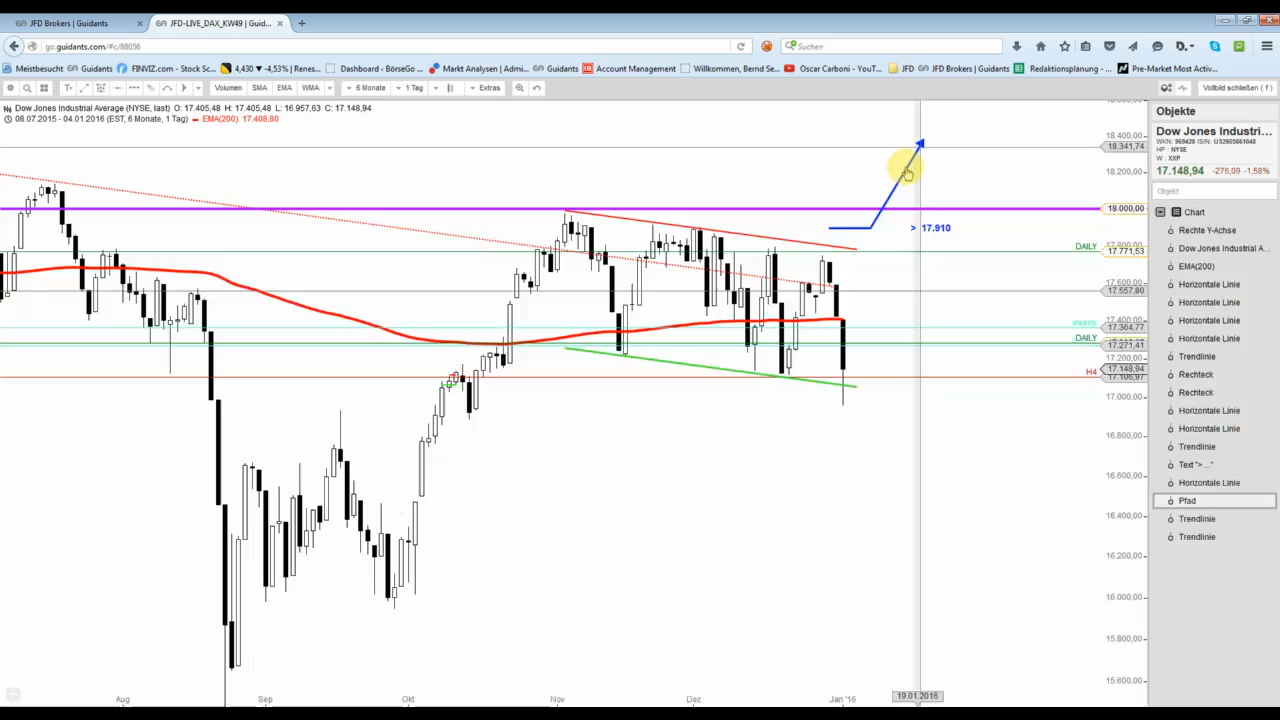 JFD Brokers | Guidants
JFD-LIVE_DAX_KW49 | Guid...
go.guidants.com/#c/88056
Suchen
Meistbesucht
Guidants
FINVIZ.com - Stock Sc...
4,430 ▼ -4,53% | Renes...
Dashboard - BörseGo ...
Markt Analysen | Admi...
Guidants
Account Management
Willkommen, Bernd Se...
Oscar Carboni - YouT...
JFD
JFD Brokers | Guidants
Redaktionsplanung - ...
Pre-Market Most Activ...
Volumen
SMA
EMA
WMA
6 Monate
1 Tag
Extras
Vollbild schließen ( f )
Dow Jones Industrial Average (NYSE, last) O: 17.405,48 H: 17.405,48 L: 16.957,63 C: 17.148,94
08.07.2015 - 04.01.2016 (EST, 6 Monate, 1 Tag) EMA(200) 17.408,80
18.400,00
18.341,74
18.200,00
18.000,00
> 17.910
DAILY
17.771,53
17.600,00
17.557,80
17.400,00
weekly
17.364,77
DAILY
17.271,41
17.200,00
H4
17.148,94
17.106,97
17.000,00
16.800,00
16.600,00
16.400,00
16.200,00
16.000,00
15.800,00
15.600,00
Aug
Sep
Okt
Nov
Dez
Jan '16
19.01.2016
Objekte
Dow Jones Industri...
WKN: 969420 ISIN: US2605661048
HP : NYSE
W : XXP
17.148,94 -276,09 -1,58%
Objekt
Chart
Rechte Y-Achse
Dow Jones Industrial A...
EMA(200)
Horizontale Linie
Horizontale Linie
Horizontale Linie
Horizontale Linie
Trendlinie
Rechteck
Rechteck
Horizontale Linie
Horizontale Linie
Trendlinie
Text "> ..."
Horizontale Linie
Pfad
Trendlinie
Trendlinie